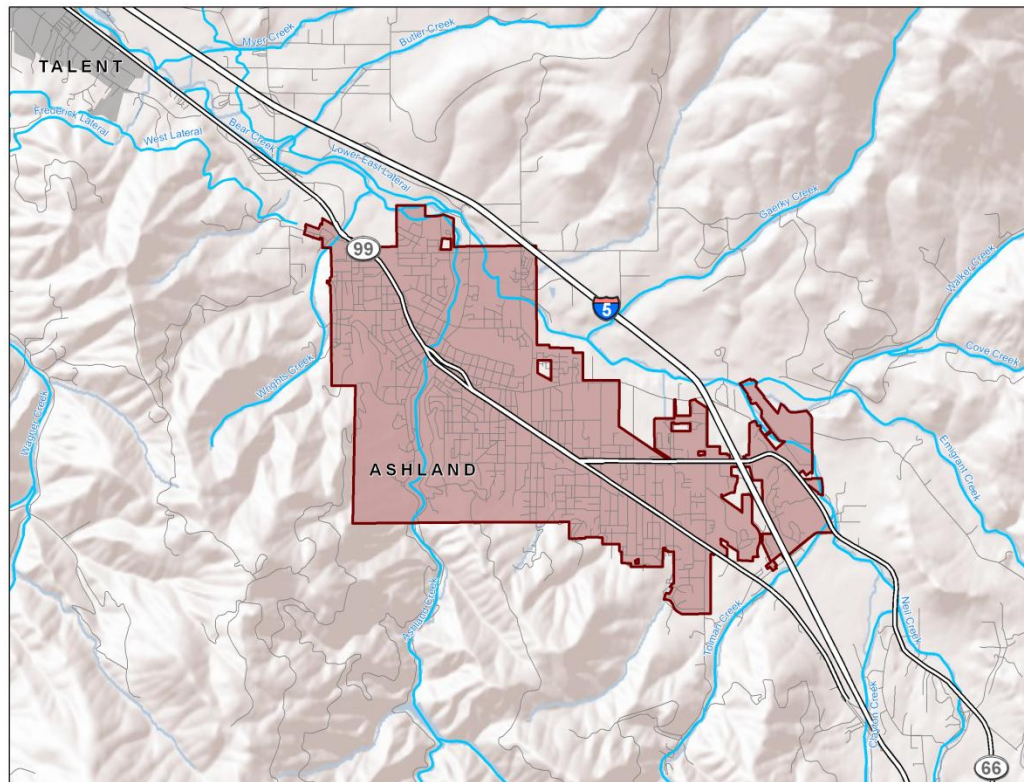 Myer Creek
Butler Creek
TALENT
Frederick Lateral
West Lateral
Bear Creek
Lower East Lateral
Gaerky Creek
99
5
Walker Creek
Cove Creek
Wrights Creek
Wagner Creek
ASHLAND
Emigrant Creek
Ashland Creek
Tolman Creek
Neil Creek
Clayton Creek
66